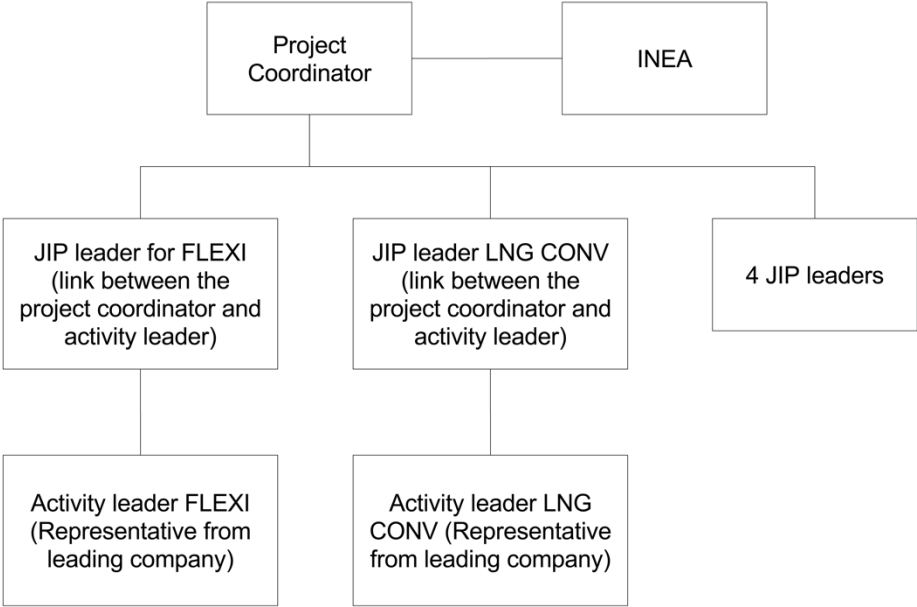 Project
Coordinator
INEA
JIP leader for FLEXI
(link between the
project coordinator and
activity leader)
JIP leader LNG CONV
(link between the
project coordinator and
activity leader)
4 JIP leaders
Activity leader FLEXI
(Representative from
leading company)
Activity leader LNG
CONV (Representative
from leading company)